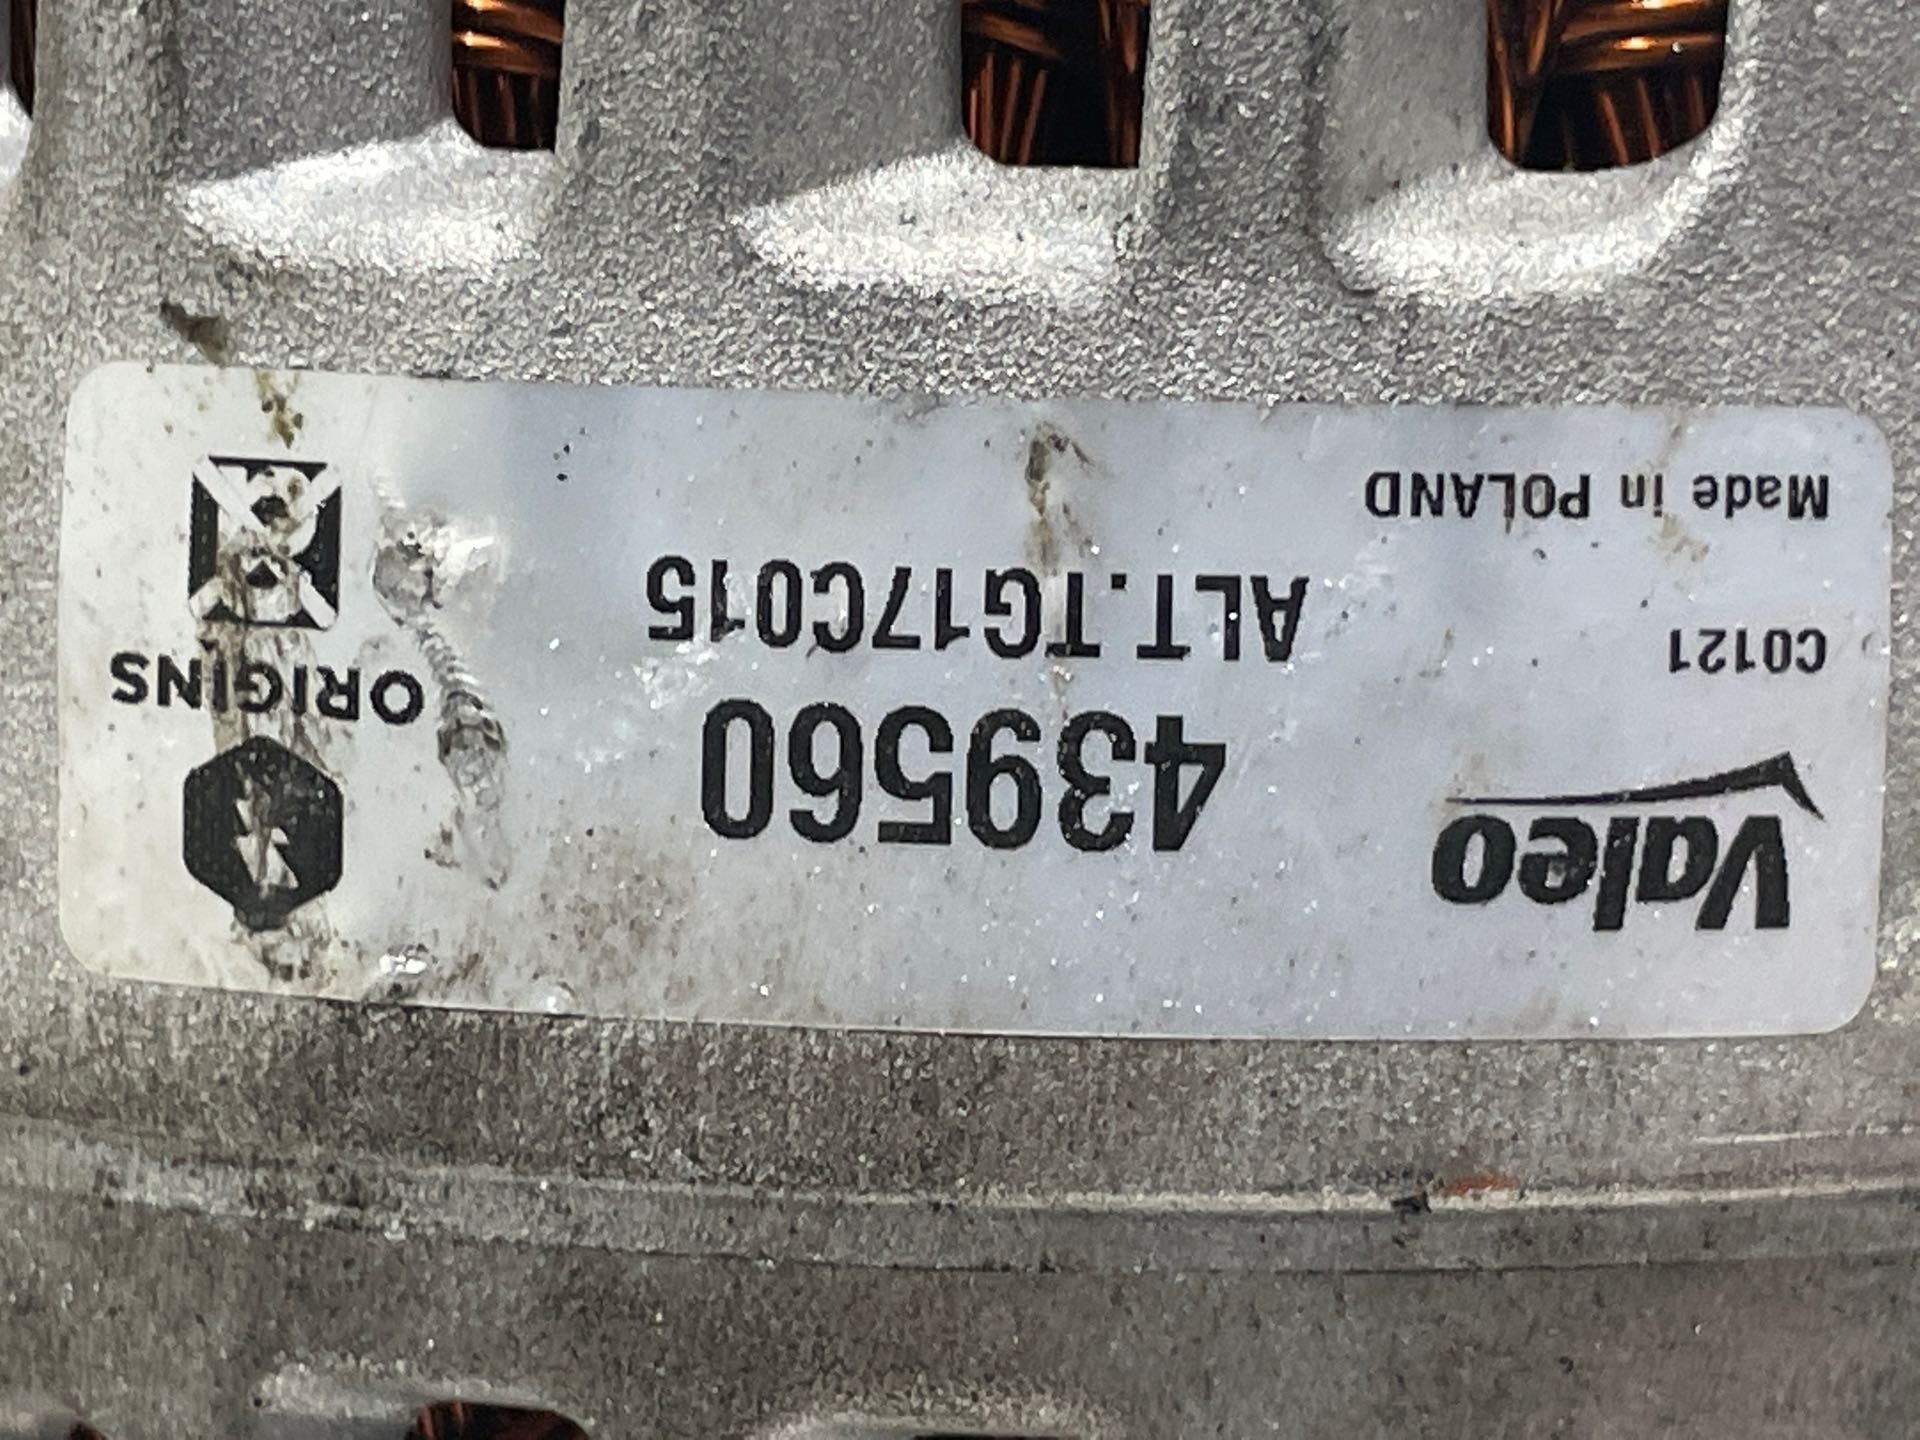 Valeo
C0121
Made in POLAND
439560
ALT.TG17C015
ORIGINS